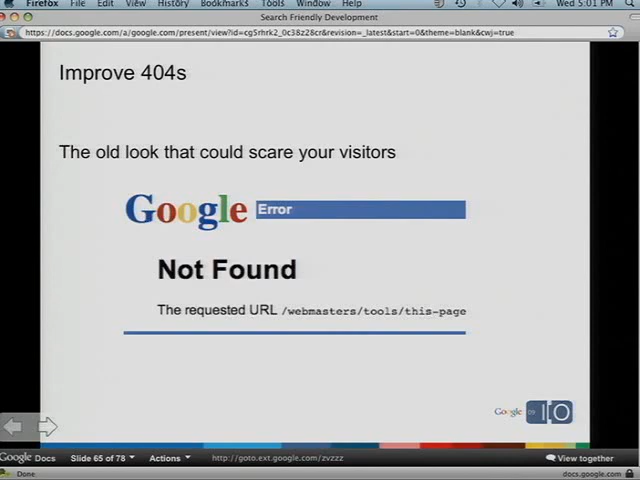 Firefox File Edit View History Bookmarks Tools Window Help Wed 5:01 PM
Search Friendly Development
Improve 404s
The old look that could scare your visitors
Google Error
Not Found
The requested URL /webmasters/tools/this-page
Google IO
Google Docs Slide 65 of 78 Actions http://goto.ext.google.com/zvzzz View together
Done docs.google.com